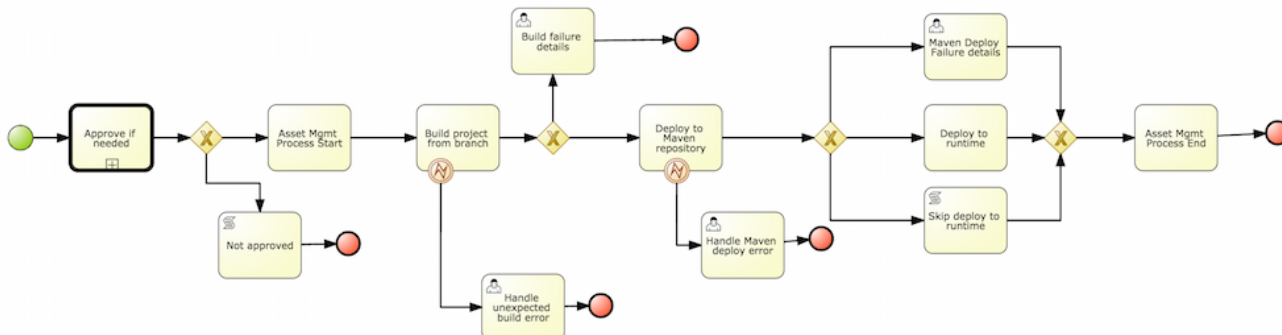 Build failure
details
Maven Deploy
Failure details
Approve if
needed
Asset Mgmt
Process Start
Build project
from branch
Deploy to
Maven
repository
Deploy to
runtime
Asset Mgmt
Process End
Not approved
Handle Maven
deploy error
Skip deploy to
runtime
Handle
unexpected
build error